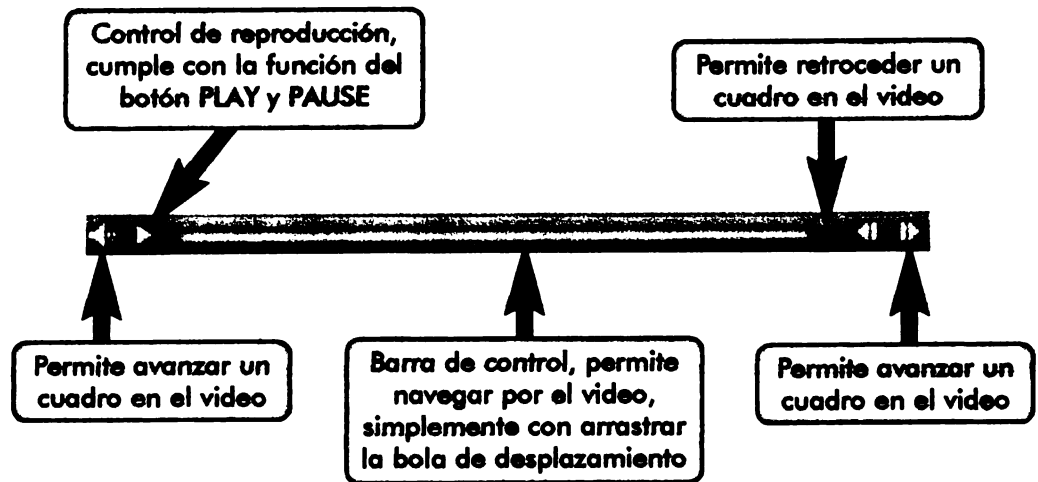 Control de reproducción,
cumple con la función del
botón PLAY y PAUSE
Permite retroceder un
cuadro en el video
Permite avanzar un
cuadro en el video
Barra de control, permite
navegar por el video,
simplemente con arrastrar
la bola de desplazamiento
Permite avanzar un
cuadro en el video